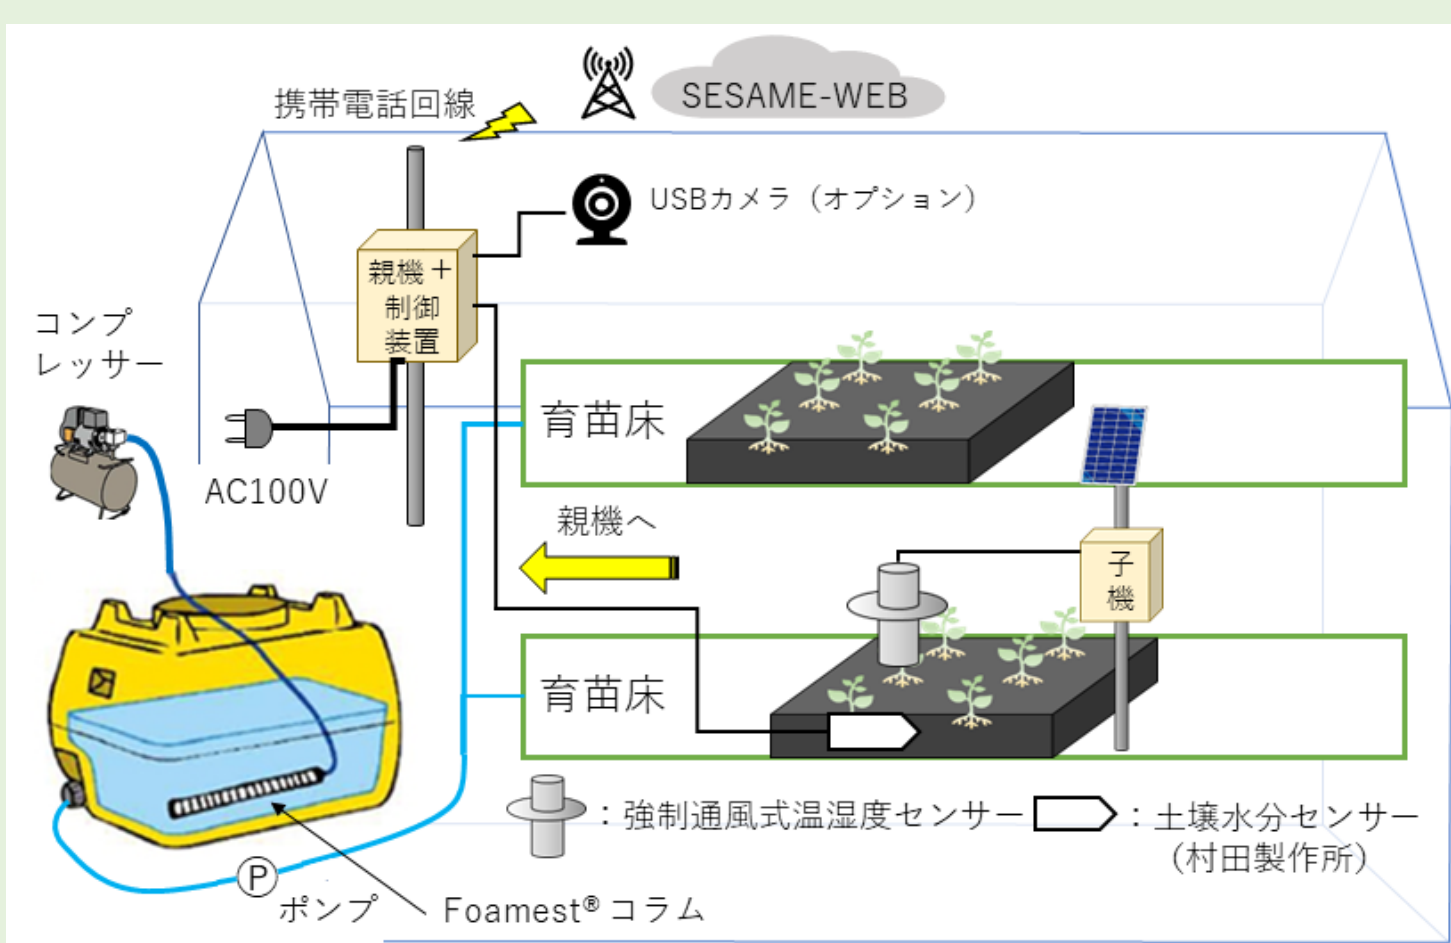 SESAME-WEB
携帯電話回線
USBカメラ（オプション）
親機＋
制御
装置
コンプ
レッサー
AC100V
育苗床
親機へ
子
機
育苗床
：強制通風式温湿度センサー
：土壌水分センサー
（村田製作所）
P
ポンプ
Foamest® コラム